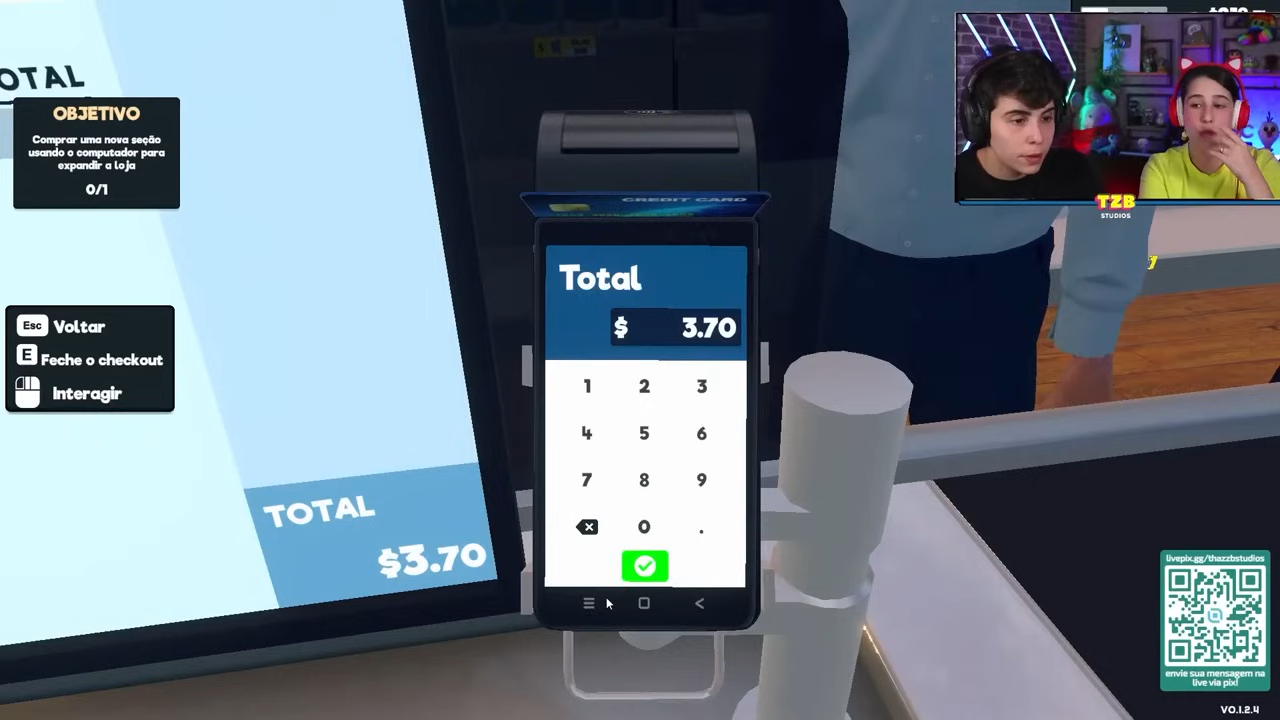 OTAL
OBJETIVO
Comprar uma nova seção
usando o computador para
expandir a loja
0/1
Esc Voltar
E Feche o checkout
Interagir
TOTAL
$3.70
CREDIT CARD
Total
$ 3.70
1 2 3
4 5 6
7 8 9
0 .
TZB
STUDIOS
livepix.gg/thazzbstudios
envie sua mensagem na
live via pix!
V0.1.2.4